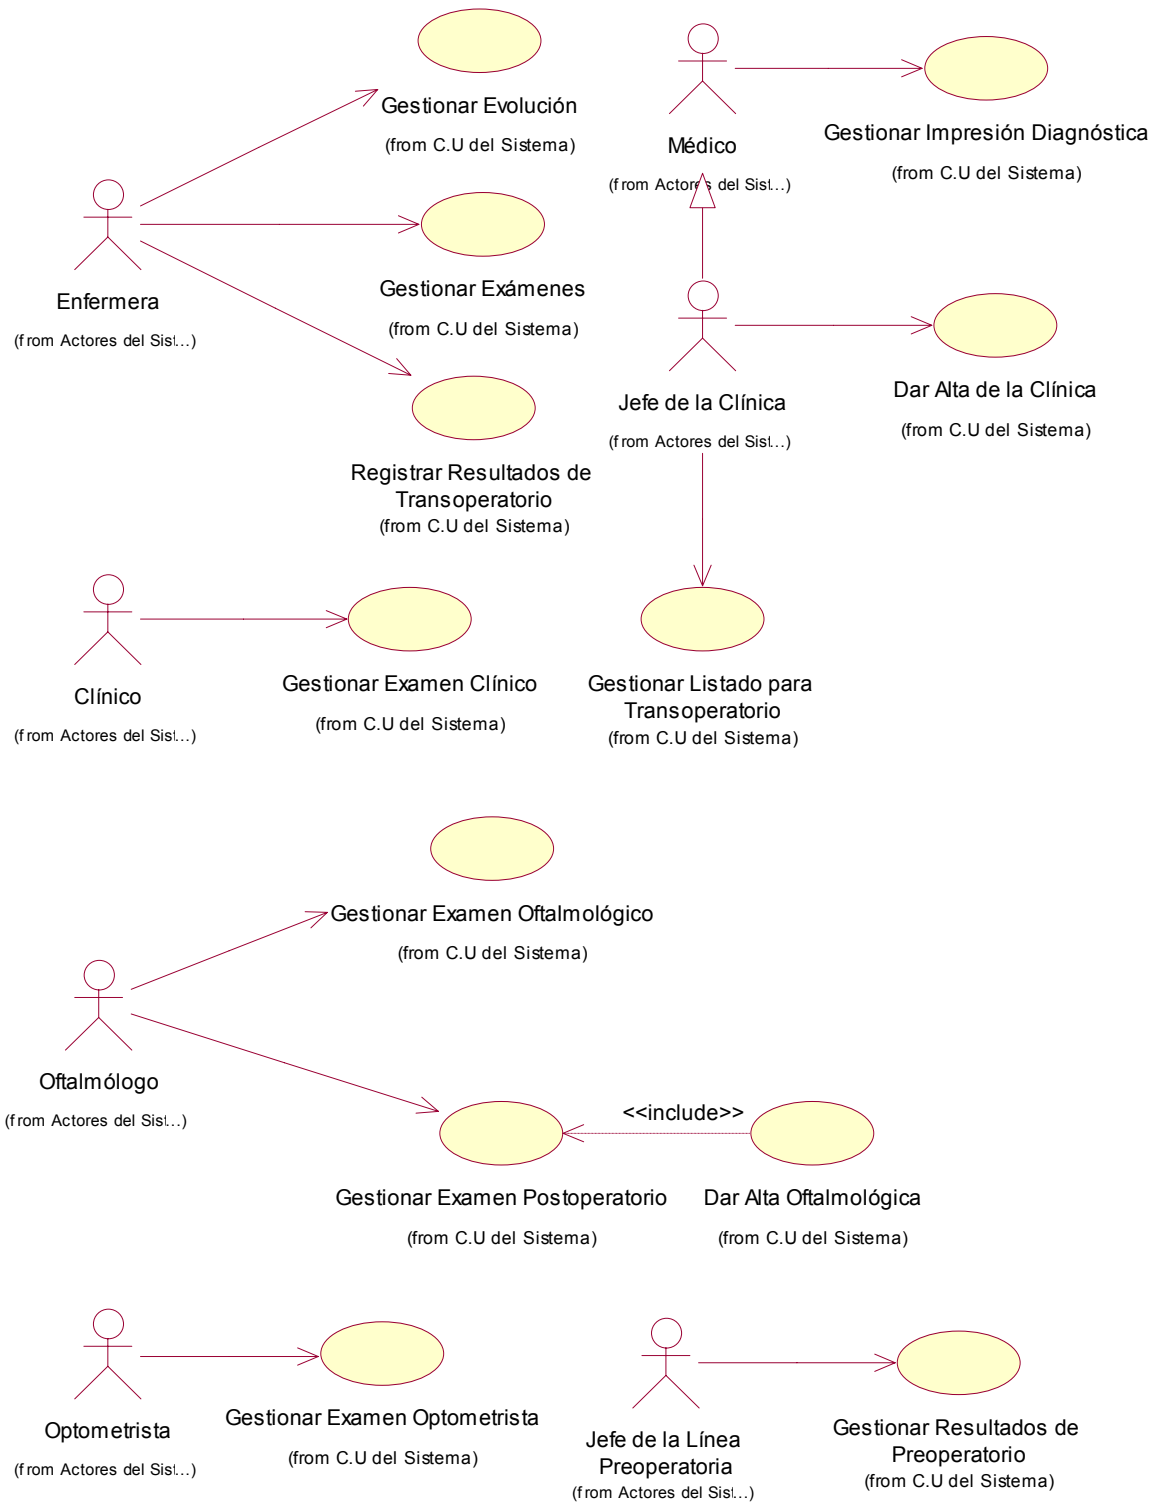 Gestionar Evolución
(from C.U del Sistema)
Médico
(from Actores del Sist...)
Gestionar Impresión Diagnóstica
(from C.U del Sistema)
Enfermera
(from Actores del Sist...)
Gestionar Exámenes
(from C.U del Sistema)
Jefe de la Clínica
(from Actores del Sist...)
Dar Alta de la Clínica
(from C.U del Sistema)
Registrar Resultados de
Transoperatorio
(from C.U del Sistema)
Clínico
(from Actores del Sist...)
Gestionar Examen Clínico
(from C.U del Sistema)
Gestionar Listado para
Transoperatorio
(from C.U del Sistema)
Gestionar Examen Oftalmológico
(from C.U del Sistema)
Oftalmólogo
(from Actores del Sist...)
<<include>>
Gestionar Examen Postoperatorio
(from C.U del Sistema)
Dar Alta Oftalmológica
(from C.U del Sistema)
Optometrista
(from Actores del Sist...)
Gestionar Examen Optometrista
(from C.U del Sistema)
Jefe de la Línea
Preoperatoria
(from Actores del Sist...)
Gestionar Resultados de
Preoperatorio
(from C.U del Sistema)